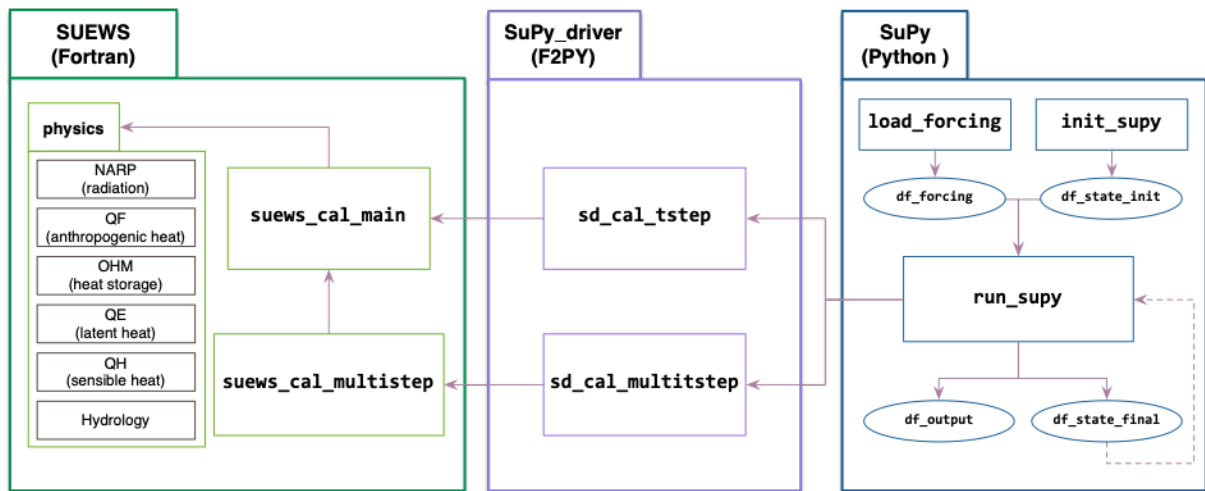 SUEWS
(Fortran)
physics
NARP
(radiation)
QF
(anthropogenic heat)
OHM
(heat storage)
QE
(latent heat)
QH
(sensible heat)
Hydrology
suews_cal_main
suews_cal_multistep
SuPy_driver
(F2PY)
sd_cal_tstep
sd_cal_multitstep
SuPy
(Python )
load_forcing
init_supy
df_forcing
df_state_init
run_supy
df_output
df_state_final